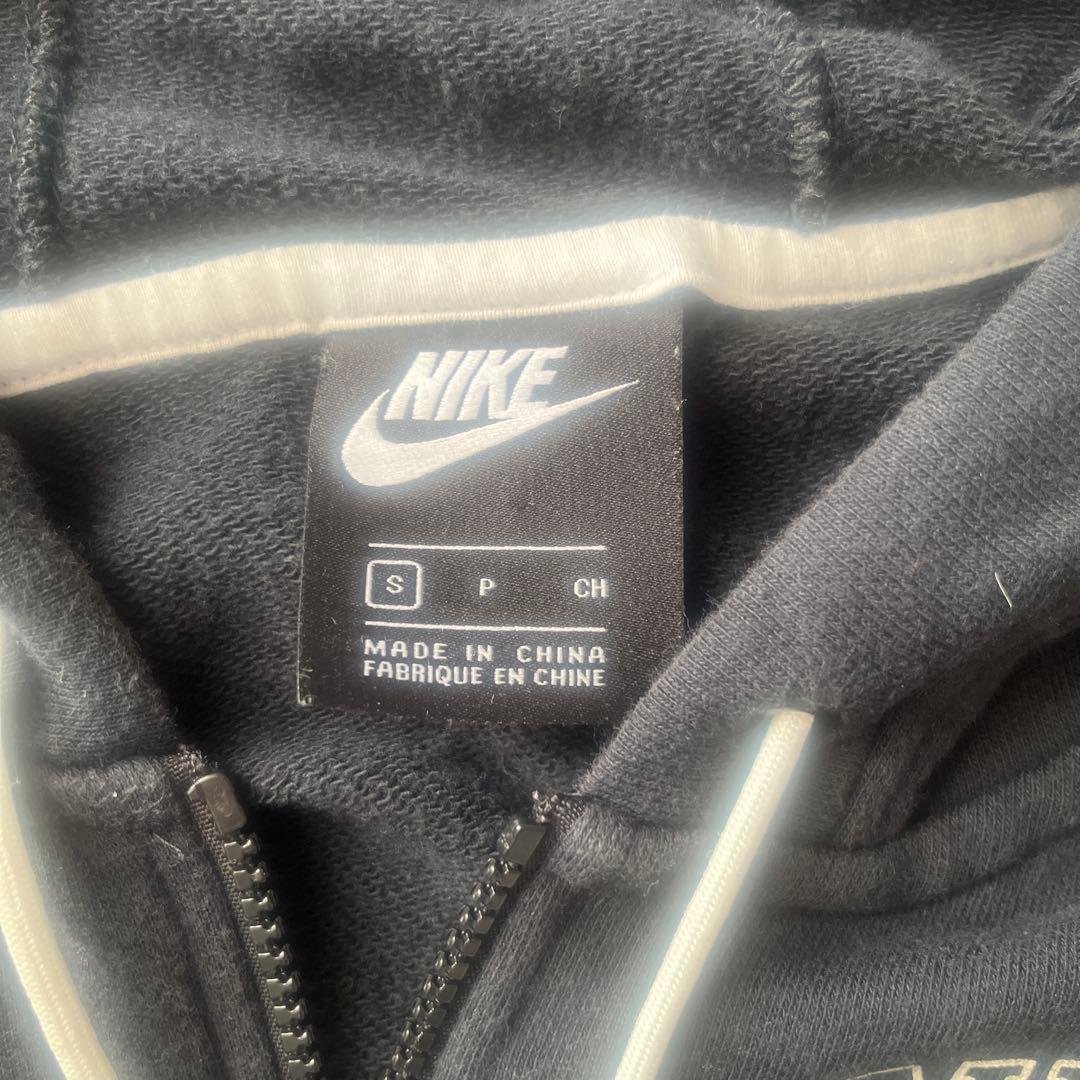 NIKE
S P CH
MADE IN CHINA
FABRIQUE EN CHINE